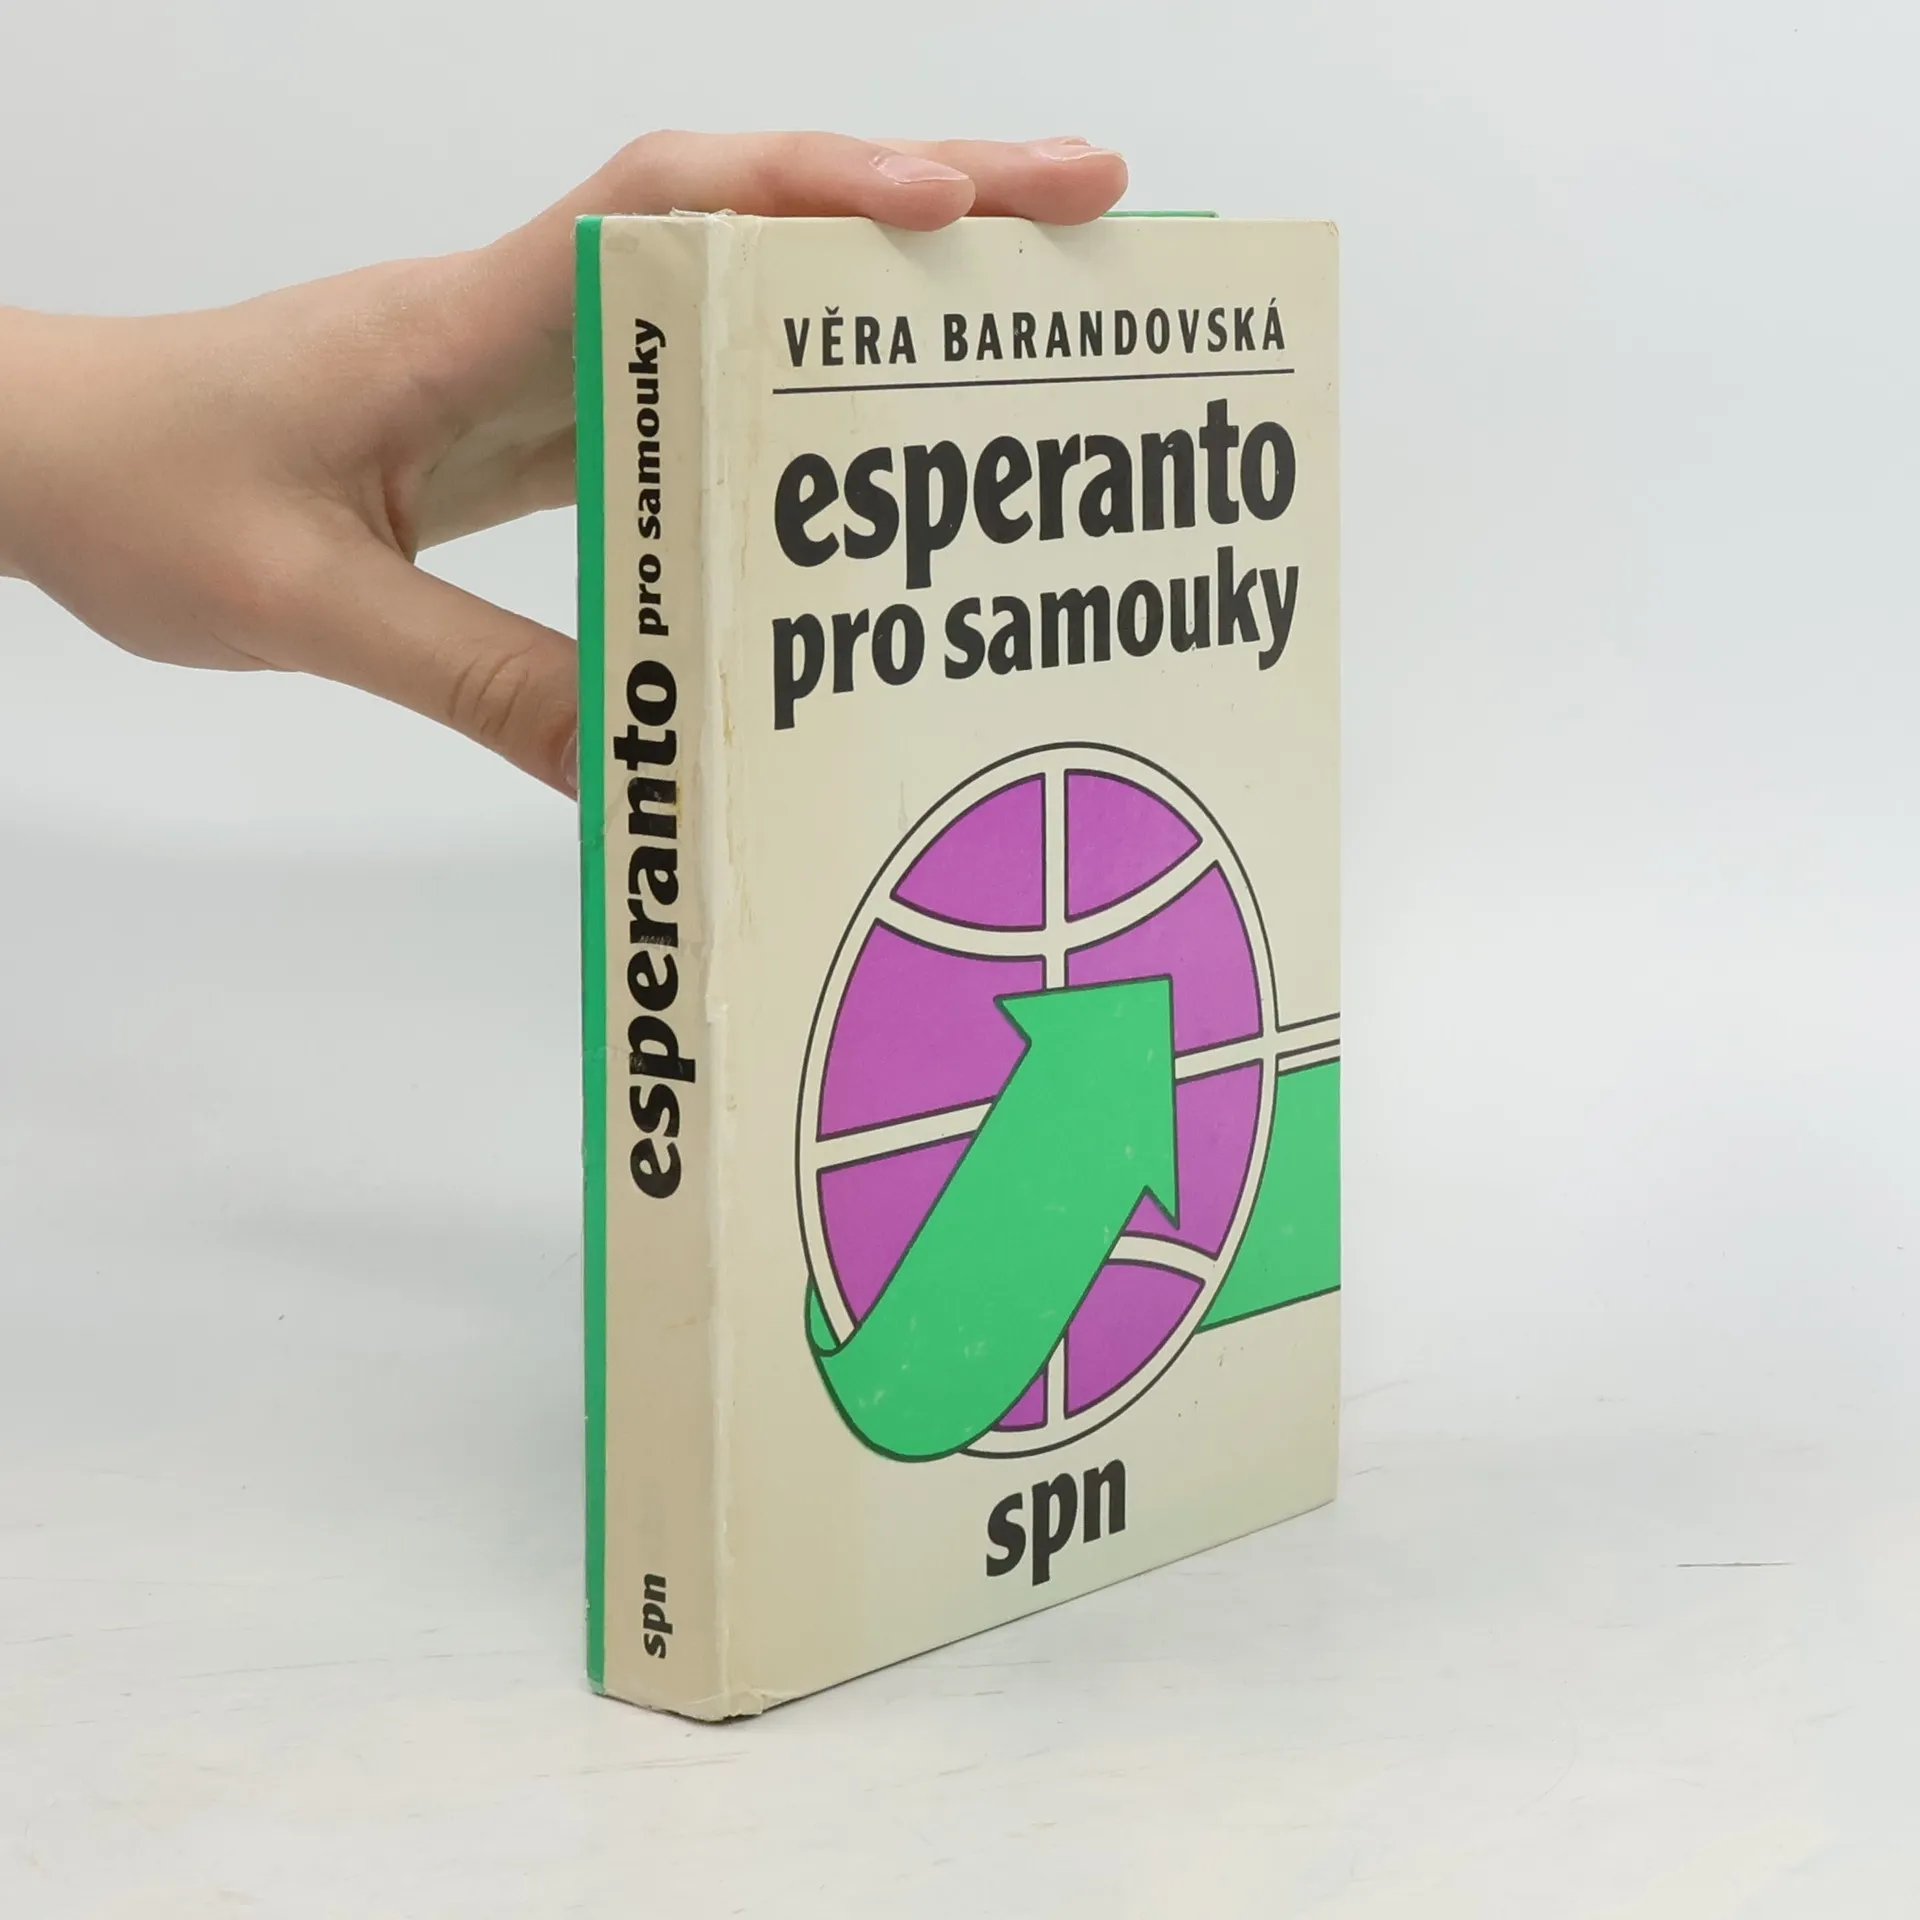 VĚRA BARANDOVSKÁ
esperanto
pro samouky
spn
esperanto pro samouky
spn